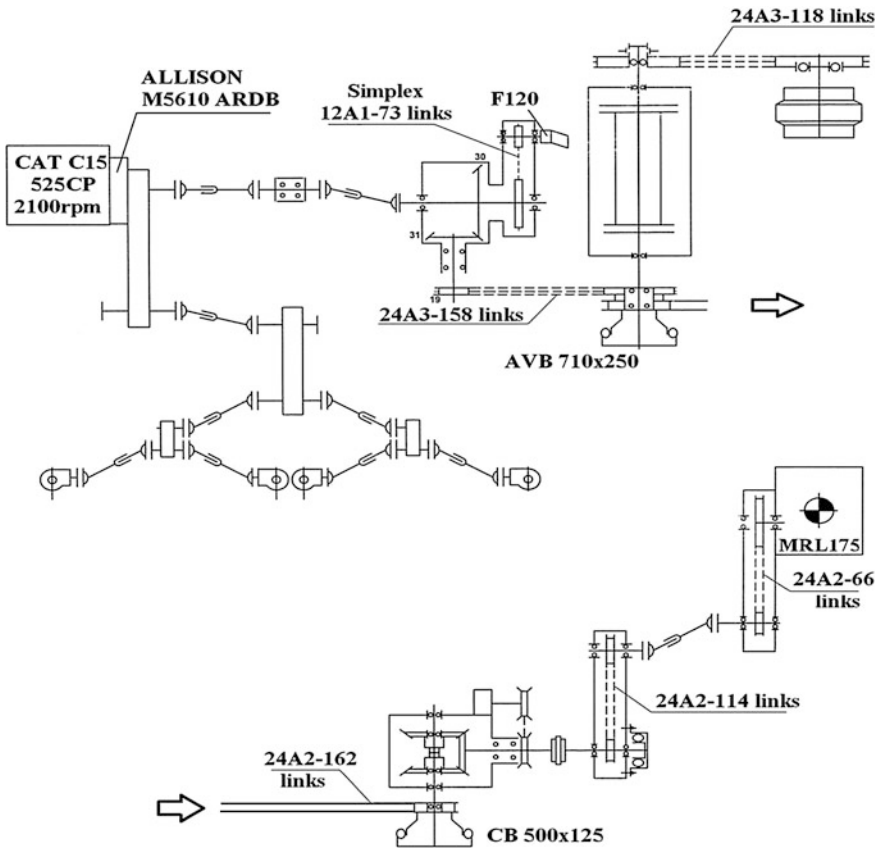 24A3-118 links
ALLISON
M5610 ARDB
Simplex
12A1-73 links
F120
CAT C15
525CP
2100rpm
30
31
19
24A3-158 links
AVB 710x250
MRL175
24A2-66
links
24A2-114 links
24A2-162
links
CB 500x125